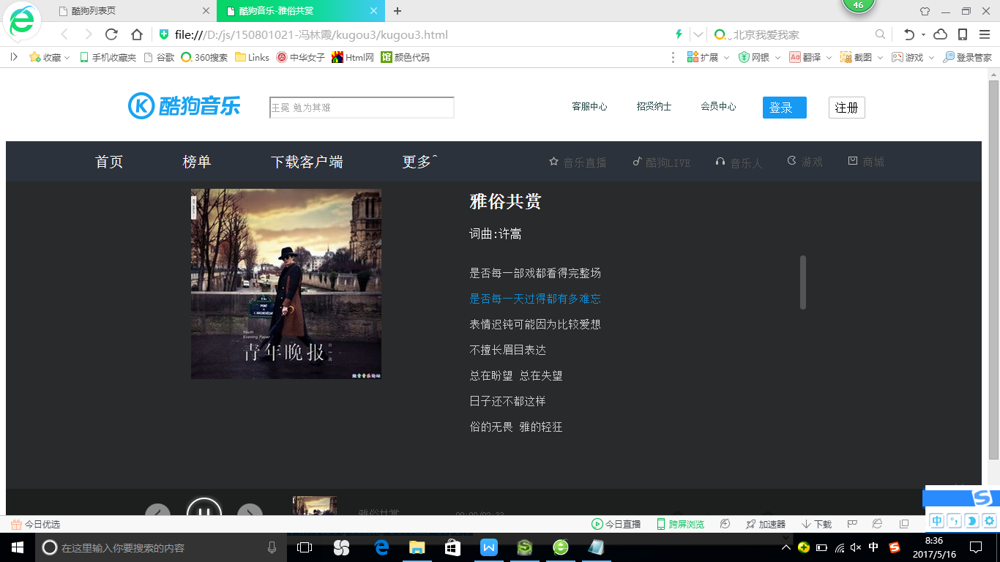 酷狗列表页
酷狗音乐-雅俗共赏
46
file:///D:/js/150801021-冯林霞/kugou3/kugou3.html
北京我爱我家
收藏 手机收藏夹 谷歌 360搜索 Links 中华女子 Html网 馆 颜色代码
扩展 网银 Aa 翻译 截图 游戏 登录管家
K 酷狗音乐
王冕 勉为其难
客服中心 招贤纳士 会员中心 登录 注册
首页 榜单 下载客户端 更多^
音乐直播 酷狗LIVE 音乐人 游戏 商城
雅俗共赏
词曲:许嵩
是否每一部戏都看得完整场
是否每一天过得都有多难忘
表情迟钝可能因为比较爱想
不擅长眉目表达
总在盼望 总在失望
日子还不都这样
俗的无畏 雅的轻狂
PONT
L'ARCHEVÊCHÉ
Youth
Evening Paper
青年晚报
雅俗共赏
今日优选
今日直播 跨屏浏览 加速器 下载
中
在这里输入你要搜索的内容
中
8:36
2017/5/16